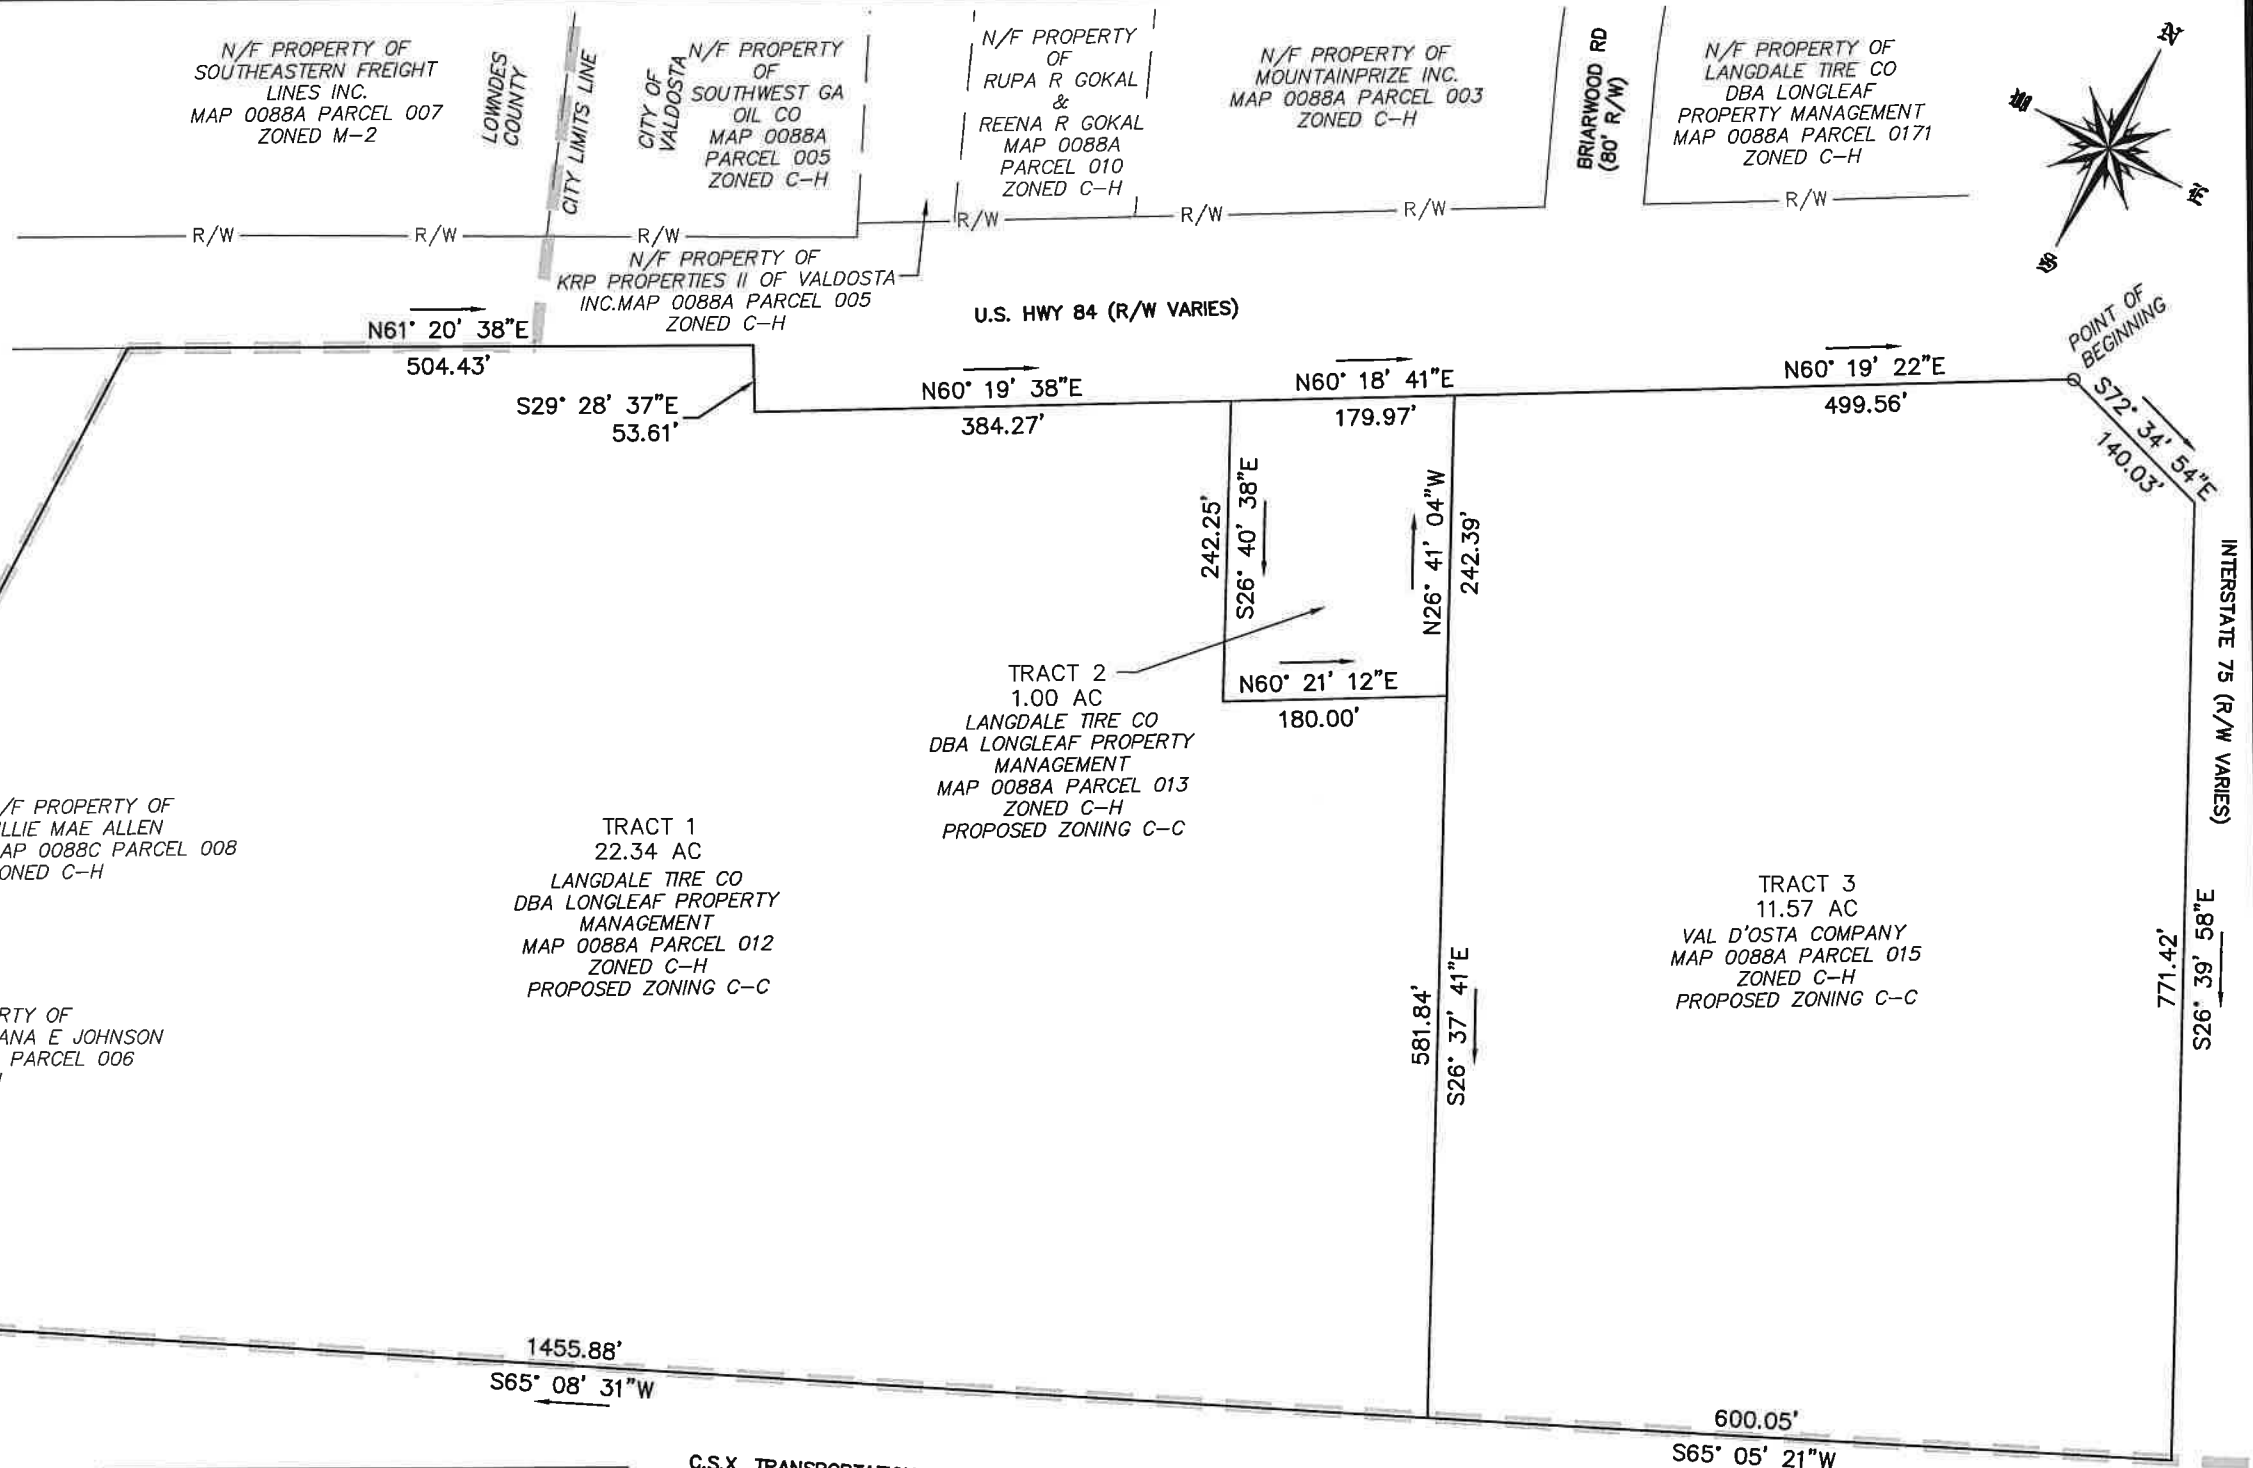 N/F PROPERTY OF
SOUTHEASTERN FREIGHT
LINES INC.
MAP 0088A PARCEL 007
ZONED M-2
LOWNDES
COUNTY
CITY LIMITS LINE
CITY OF
VALDOSTA
N/F PROPERTY
OF
SOUTHWEST GA
OIL CO
MAP 0088A
PARCEL 005
ZONED C-H
N/F PROPERTY
OF
RUPA R GOKAL
&
REENA R GOKAL
MAP 0088A
PARCEL 010
ZONED C-H
N/F PROPERTY OF
MOUNTAINPRIZE INC.
MAP 0088A PARCEL 003
ZONED C-H
BRIARWOOD RD
(80' R/W)
N/F PROPERTY OF
LANGDALE TIRE CO
DBA LONGLEAF
PROPERTY MANAGEMENT
MAP 0088A PARCEL 0171
ZONED C-H
N
W
E
S
R/W
R/W
R/W
R/W
R/W
R/W
R/W
N/F PROPERTY OF
KRP PROPERTIES II OF VALDOSTA
INC.MAP 0088A PARCEL 005
ZONED C-H
U.S. HWY 84 (R/W VARIES)
POINT OF
BEGINNING
N61° 20' 38"E
504.43'
S29° 28' 37"E
53.61'
N60° 19' 38"E
384.27'
N60° 18' 41"E
179.97'
N60° 19' 22"E
499.56'
S72° 34' 54"E
140.03'
242.25'
S26° 40' 38"E
N26° 41' 04"W
242.39'
N60° 21' 12"E
180.00'
INTERSTATE 75 (R/W VARIES)
TRACT 2
1.00 AC
LANGDALE TIRE CO
DBA LONGLEAF PROPERTY
MANAGEMENT
MAP 0088A PARCEL 013
ZONED C-H
PROPOSED ZONING C-C
/F PROPERTY OF
LLIE MAE ALLEN
AP 0088C PARCEL 008
ONED C-H
TRACT 1
22.34 AC
LANGDALE TIRE CO
DBA LONGLEAF PROPERTY
MANAGEMENT
MAP 0088A PARCEL 012
ZONED C-H
PROPOSED ZONING C-C
TRACT 3
11.57 AC
VAL D'OSTA COMPANY
MAP 0088A PARCEL 015
ZONED C-H
PROPOSED ZONING C-C
771.42'
S26° 39' 58"E
581.84'
S26° 37' 41"E
RTY OF
ANA E JOHNSON
PARCEL 006
1455.88'
S65° 08' 31"W
600.05'
S65° 05' 21"W
C.S.X. TRANSPORTATION